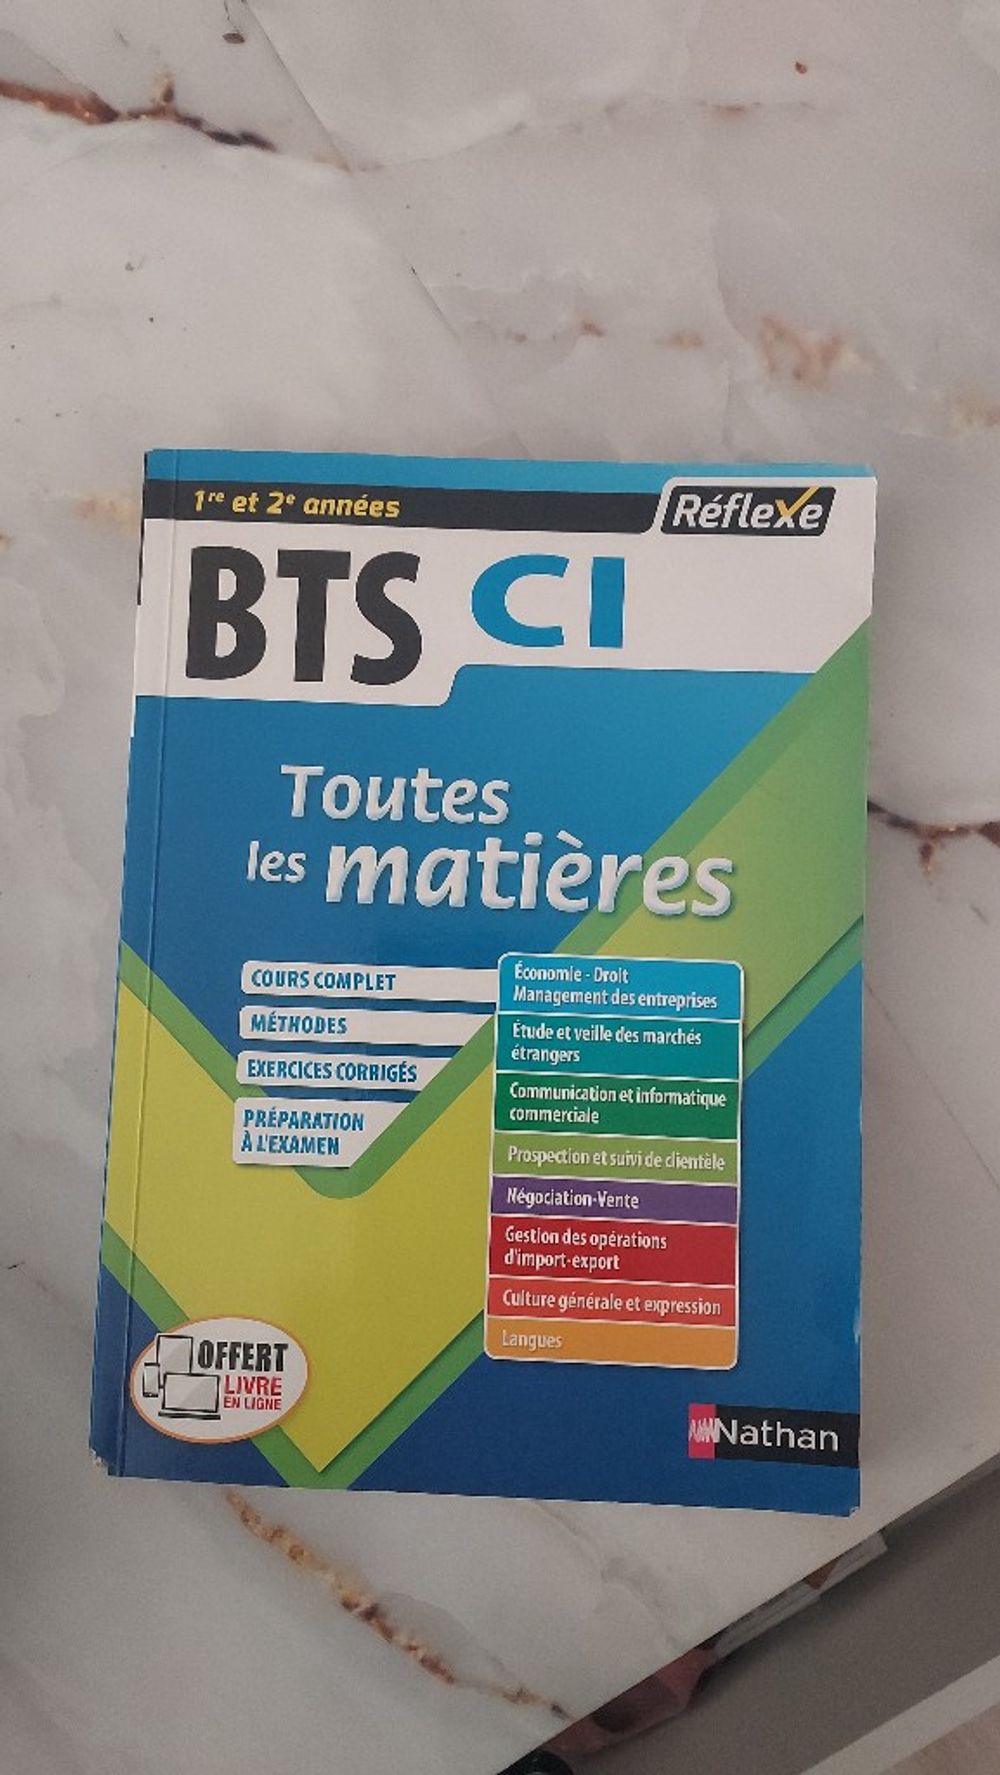 1re et 2e années
Réflexe
BTS CI
Toutes
les matières
COURS COMPLET
MÉTHODES
EXERCICES CORRIGÉS
PRÉPARATION
À L'EXAMEN
Économie - Droit
Management des entreprises
Étude et veille des marchés
étrangers
Communication et informatique
commerciale
Prospection et suivi de clientèle
Négociation-Vente
Gestion des opérations
d'import-export
Culture générale et expression
Langues
OFFERT
LIVRE
EN LIGNE
Nathan